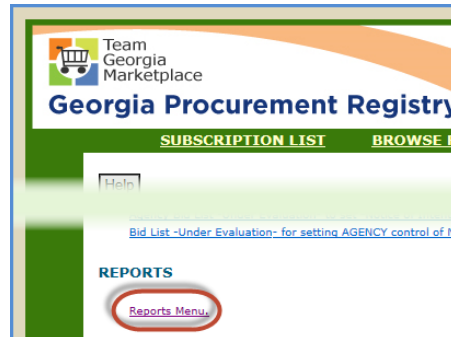 Team
Georgia
Marketplace
Georgia Procurement Registry
SUBSCRIPTION LIST BROWSE
Help
Bid List -Under Evaluation- for setting AGENCY control of
REPORTS
Reports Menu.